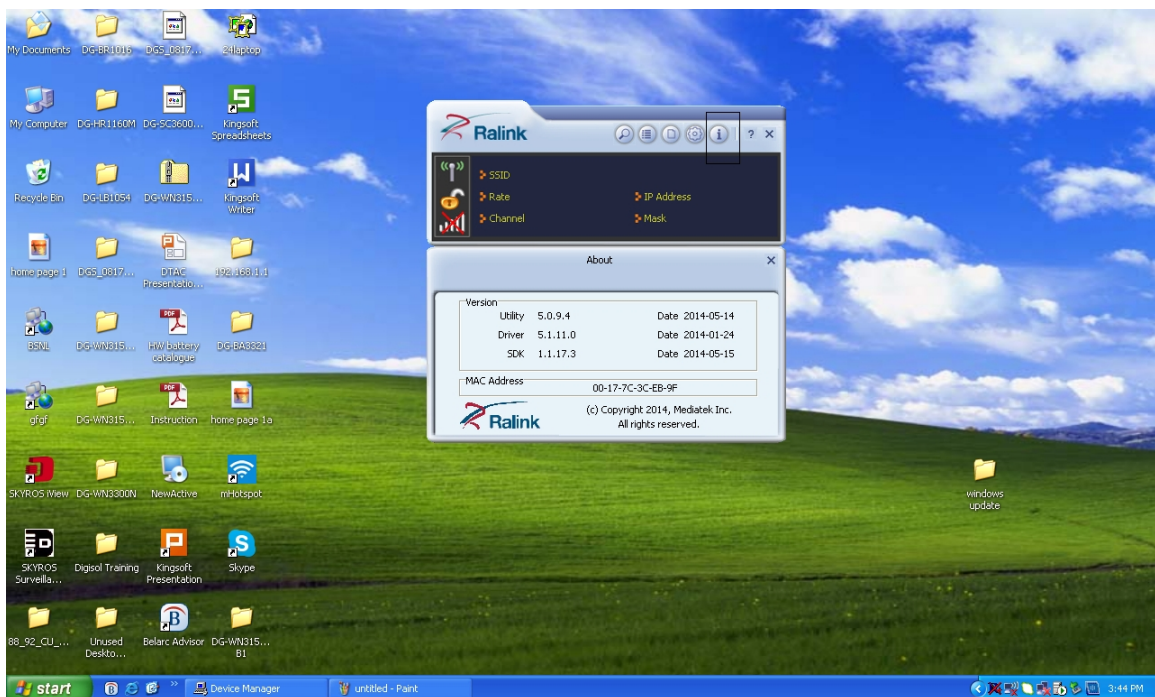 My Documents
DG-BR1016
DGS_0817...
24laptop
My Computer
DG-HR1160M
DG-SC3600...
Kingsoft
Spreadsheets
Recycle Bin
DG-LB1054
DG-WN315...
Kingsoft
Writer
home page 1
DGS_0817...
DTAC
Presentatio...
192.168.1.1
BSNL
DG-WN315...
HW battery
catalogue
DG-BA3321
gfgf
DG-WN315...
Instruction
home page 1a
SKYROS iView
DG-WN3300N
NewActive
mHotspot
SKYROS
Surveilla...
Digisol Training
Kingsoft
Presentation
Skype
88_92_CU_...
Unused
Deskto...
Belarc Advisor
DG-WN315...
B1
Ralink
SSID
Rate
IP Address
Channel
Mask
About
Version
Utility 5.0.9.4 Date 2014-05-14
Driver 5.1.11.0 Date 2014-01-24
SDK 1.1.17.3 Date 2014-05-15
MAC Address
00-17-7C-3C-EB-9F
Ralink
(c) Copyright 2014, Mediatek Inc.
All rights reserved.
windows
update
start
Device Manager
untitled - Paint
3:44 PM